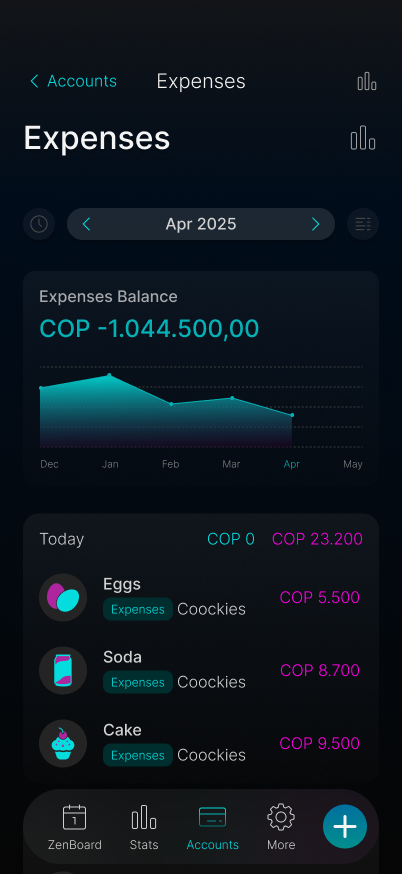 Accounts Expenses
Expenses
Apr 2025
Expenses Balance
COP -1.044.500,00
Dec Jan Feb Mar Apr May
Today COP 0 COP 23.200
Eggs
Expenses Coockies COP 5.500
Soda
Expenses Coockies COP 8.700
Cake
Expenses Coockies COP 9.500
1
ZenBoard Stats Accounts More